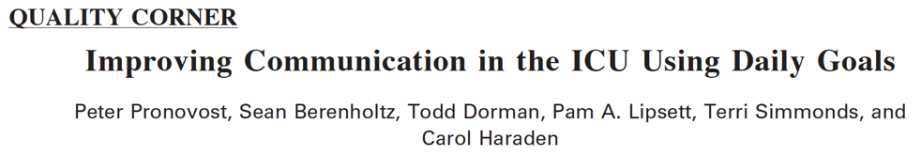 QUALITY CORNER
Improving Communication in the ICU Using Daily Goals
Peter Pronovost, Sean Berenholtz, Todd Dorman, Pam A. Lipsett, Terri Simmonds, and
Carol Haraden